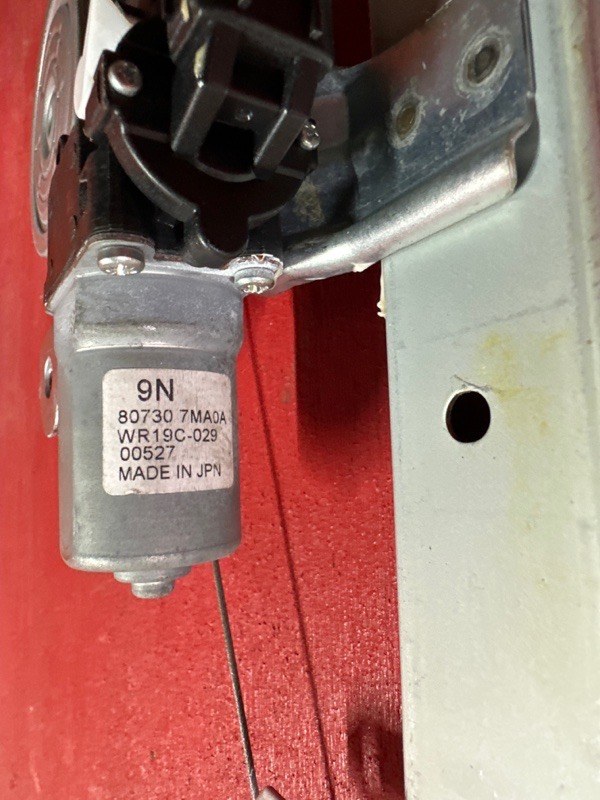 9N
80730 7MA0A
WR19C-029
00527
MADE IN JPN